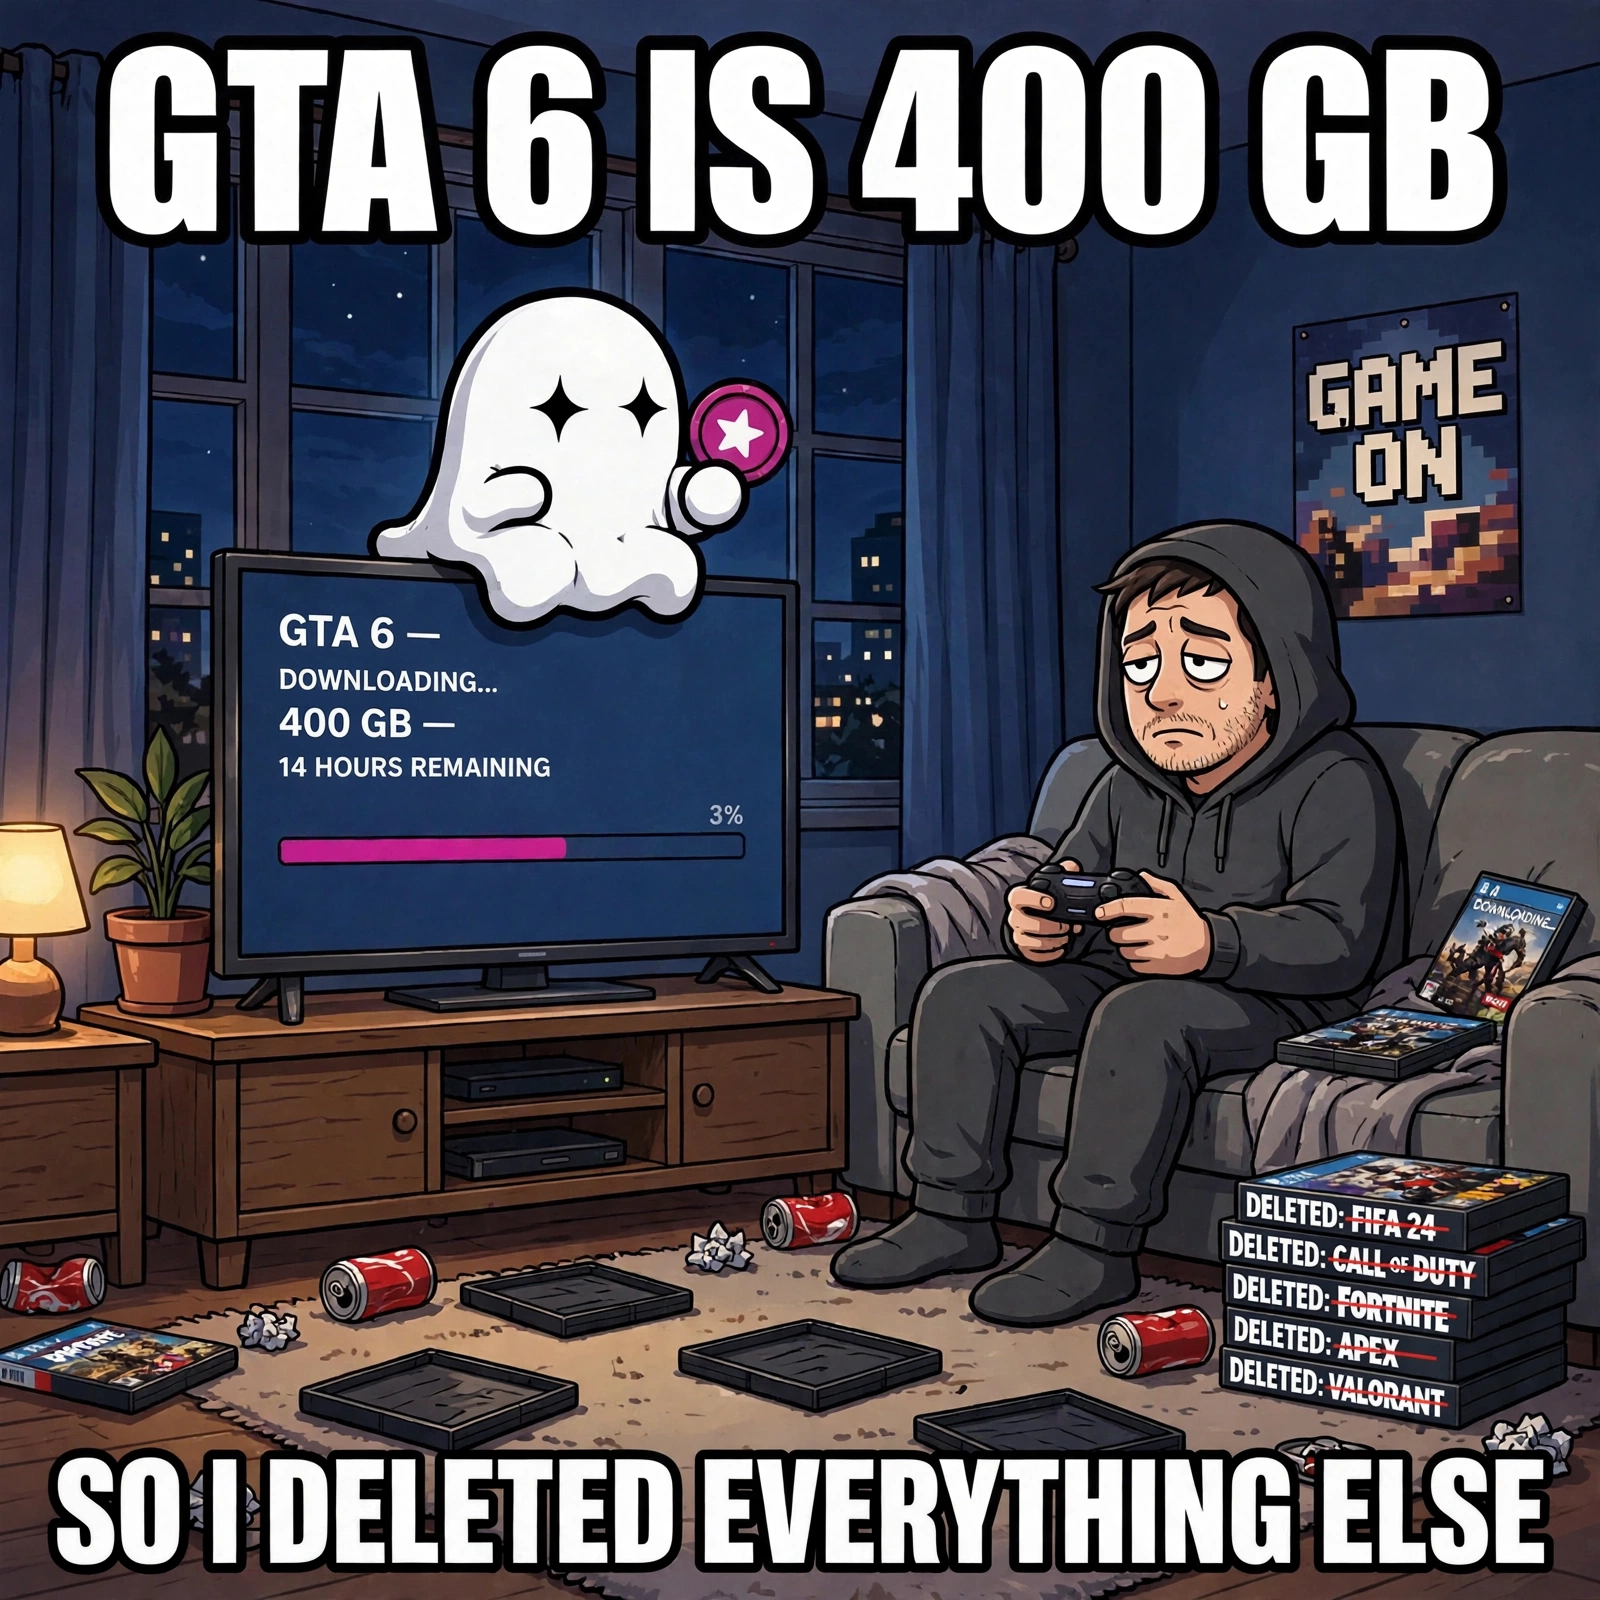 GTA 6 IS 400 GB
GAME
ON
GTA 6 —
DOWNLOADING...
400 GB —
14 HOURS REMAINING
3%
DELETED: FIFA 24
DELETED: CALL OF DUTY
DELETED: FORTNITE
DELETED: APEX
DELETED: VALORANT
SO I DELETED EVERYTHING ELSE